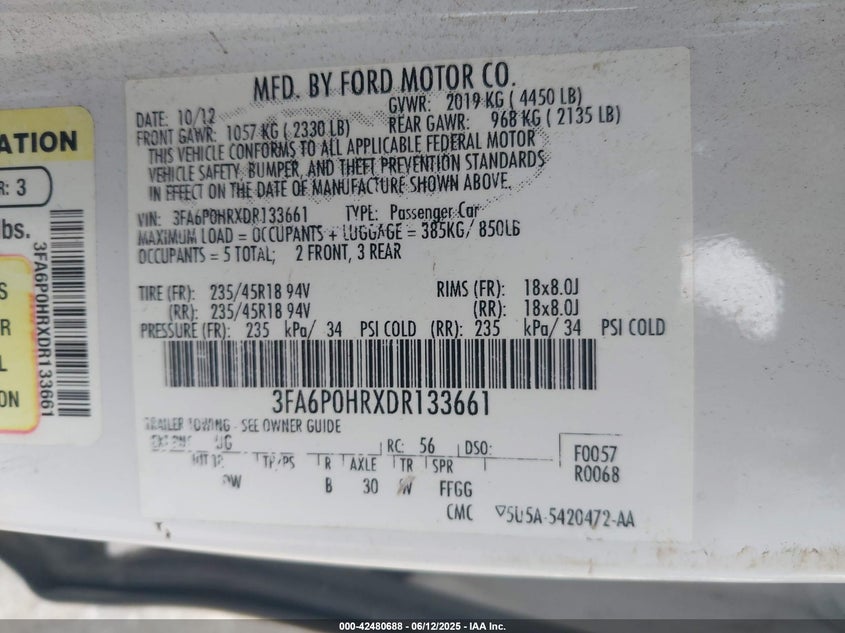 MFD. BY FORD MOTOR CO.
DATE: 10/12
GVWR: 2019 KG ( 4450 LB)
FRONT GAWR: 1057 KG ( 2330 LB)
REAR GAWR: 968 KG ( 2135 LB)
THIS VEHICLE CONFORMS TO ALL APPLICABLE FEDERAL MOTOR
VEHICLE SAFETY, BUMPER, AND THEFT PREVENTION STANDARDS
IN EFFECT ON THE DATE OF MANUFACTURE SHOWN ABOVE.
VIN: 3FA6P0HRXDR133661 TYPE: Passenger Car
MAXIMUM LOAD = OCCUPANTS + LUGGAGE = 385KG/ 850LB
OCCUPANTS = 5 TOTAL; 2 FRONT, 3 REAR
TIRE (FR): 235/45R18 94V RIMS (FR): 18x8.0J
(RR): 235/45R18 94V (RR): 18x8.0J
PRESSURE (FR): 235 kPa/ 34 PSI COLD (RR): 235 kPa/ 34 PSI COLD
3FA6P0HRXDR133661
TRAILER TOWING - SEE OWNER GUIDE
EXT PNT: UG RC: 56 DSO:
F0057
R0068
TP/PS R AXLE TR SPR
DW B 30 W FFGG
CMC 5U5A-5420472-AA
ATION
R: 3
lbs.
3FA6P0HRXDR133661
S
R
L
ON
000-42480688 - 06/12/2025 - IAA Inc.